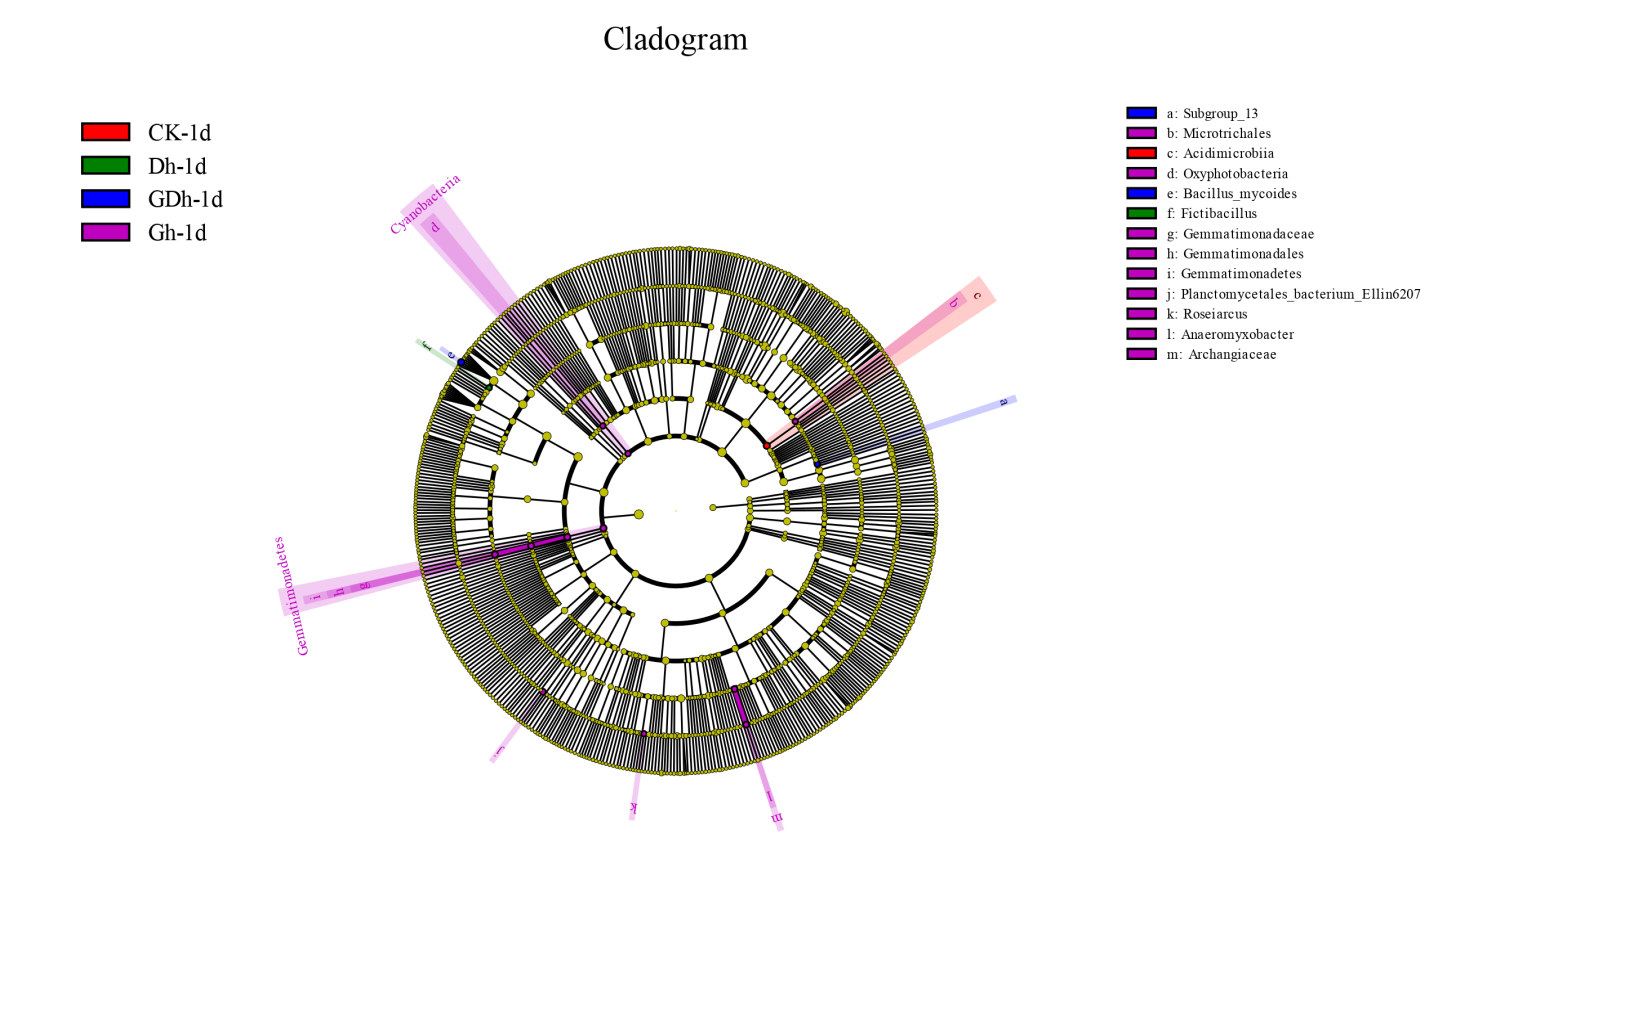 Cladogram
CK-1d
Dh-1d
GDh-1d
Gh-1d
a: Subgroup_13
b: Microtrichales
c: Acidimicrobiia
d: Oxyphotobacteria
e: Bacillus_mycoides
f: Fictibacillus
g: Gemmatimonadaceae
h: Gemmatimonadales
i: Gemmatimonadetes
j: Planctomycetales_bacterium_Ellin6207
k: Roseiarcus
l: Anaeromyxobacter
m: Archangiaceae
Cyanobacteria
d
c
b
a
f
e
Gemmatimonadetes
i
h
g
j
k
l
m